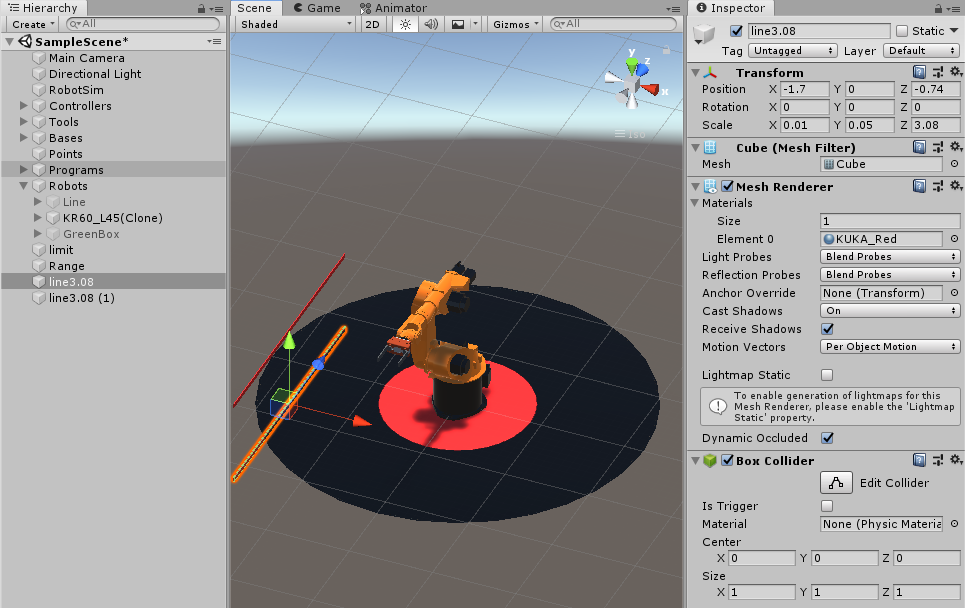 Hierarchy
Create
All
SampleScene*
Main Camera
Directional Light
RobotSim
Controllers
Tools
Bases
Points
Programs
Robots
Line
KR60_L45(Clone)
GreenBox
limit
Range
line3.08
line3.08 (1)
Scene Game Animator
Shaded 2D Gizmos All
y
z
x
Iso
Inspector
line3.08 Static
Tag Untagged Layer Default
Transform
Position X -1.7 Y 0 Z -0.74
Rotation X 0 Y 0 Z 0
Scale X 0.01 Y 0.05 Z 3.08
Cube (Mesh Filter)
Mesh Cube
Mesh Renderer
Materials
Size 1
Element 0 KUKA_Red
Light Probes Blend Probes
Reflection Probes Blend Probes
Anchor Override None (Transform)
Cast Shadows On
Receive Shadows
Motion Vectors Per Object Motion
Lightmap Static
To enable generation of lightmaps for this
Mesh Renderer, please enable the 'Lightmap
Static' property.
Dynamic Occluded
Box Collider
Edit Collider
Is Trigger
Material None (Physic Materia
Center
X 0 Y 0 Z 0
Size
X 1 Y 1 Z 1